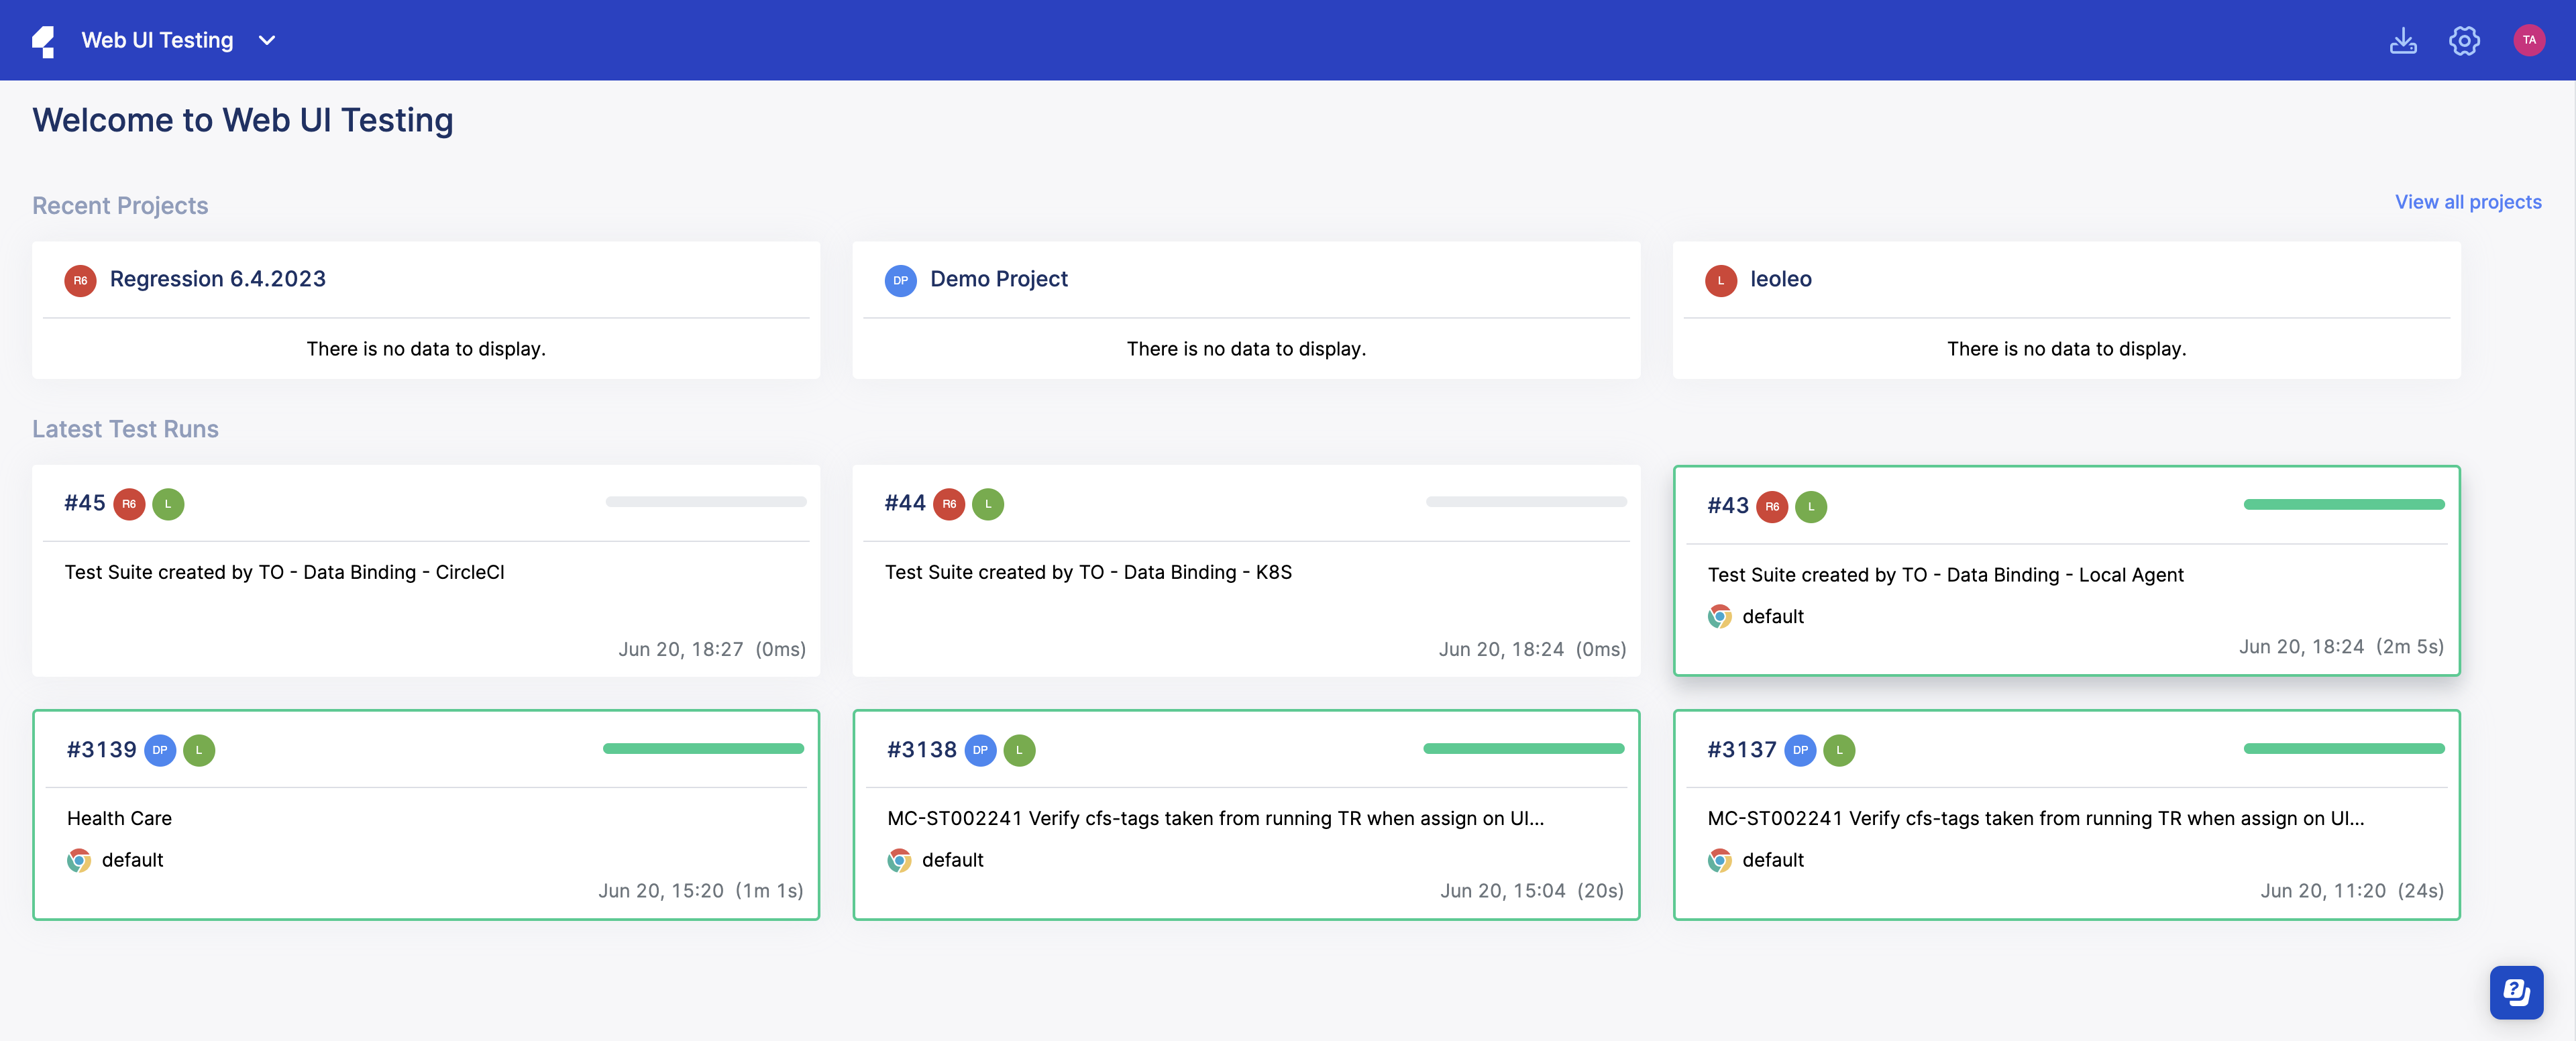 Web UI Testing
TA
Welcome to Web UI Testing
Recent Projects
View all projects
R6 Regression 6.4.2023
There is no data to display.
DP Demo Project
There is no data to display.
L leoleo
There is no data to display.
Latest Test Runs
#45 R6 L
Test Suite created by TO - Data Binding - CircleCI
Jun 20, 18:27 (0ms)
#44 R6 L
Test Suite created by TO - Data Binding - K8S
Jun 20, 18:24 (0ms)
#43 R6 L
Test Suite created by TO - Data Binding - Local Agent
default
Jun 20, 18:24 (2m 5s)
#3139 DP L
Health Care
default
Jun 20, 15:20 (1m 1s)
#3138 DP L
MC-ST002241 Verify cfs-tags taken from running TR when assign on UI...
default
Jun 20, 15:04 (20s)
#3137 DP L
MC-ST002241 Verify cfs-tags taken from running TR when assign on UI...
default
Jun 20, 11:20 (24s)
?